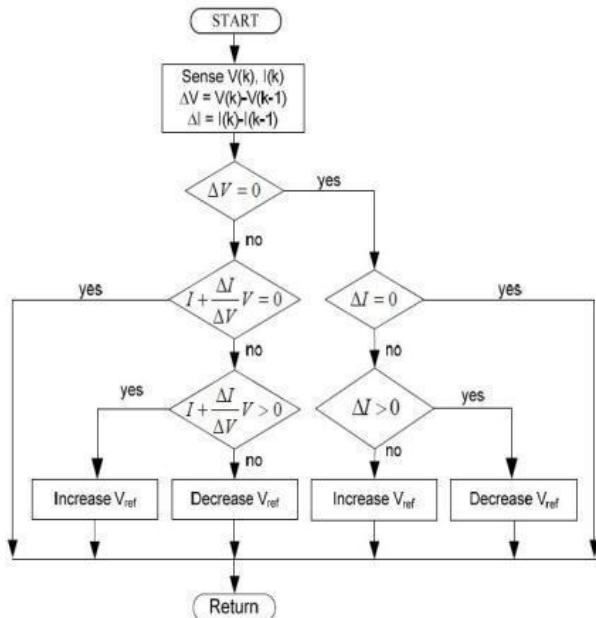 START
Sense V(k), I(k)
ΔV = V(k)-V(k-1)
ΔI = I(k)-I(k-1)
ΔV = 0
yes
no
yes
I + ΔI/ΔV V = 0
ΔI = 0
yes
no
no
yes
I + ΔI/ΔV V > 0
ΔI > 0
yes
no
no
Increase Vref
Decrease Vref
Increase Vref
Decrease Vref
Return